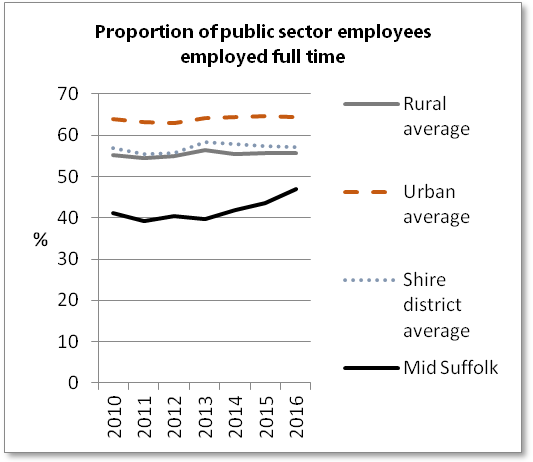 Proportion of public sector employees
employed full time
70
60
50
40
30
20
10
0
%
2010
2011
2012
2013
2014
2015
2016
Rural
average
Urban
average
Shire
district
average
Mid Suffolk